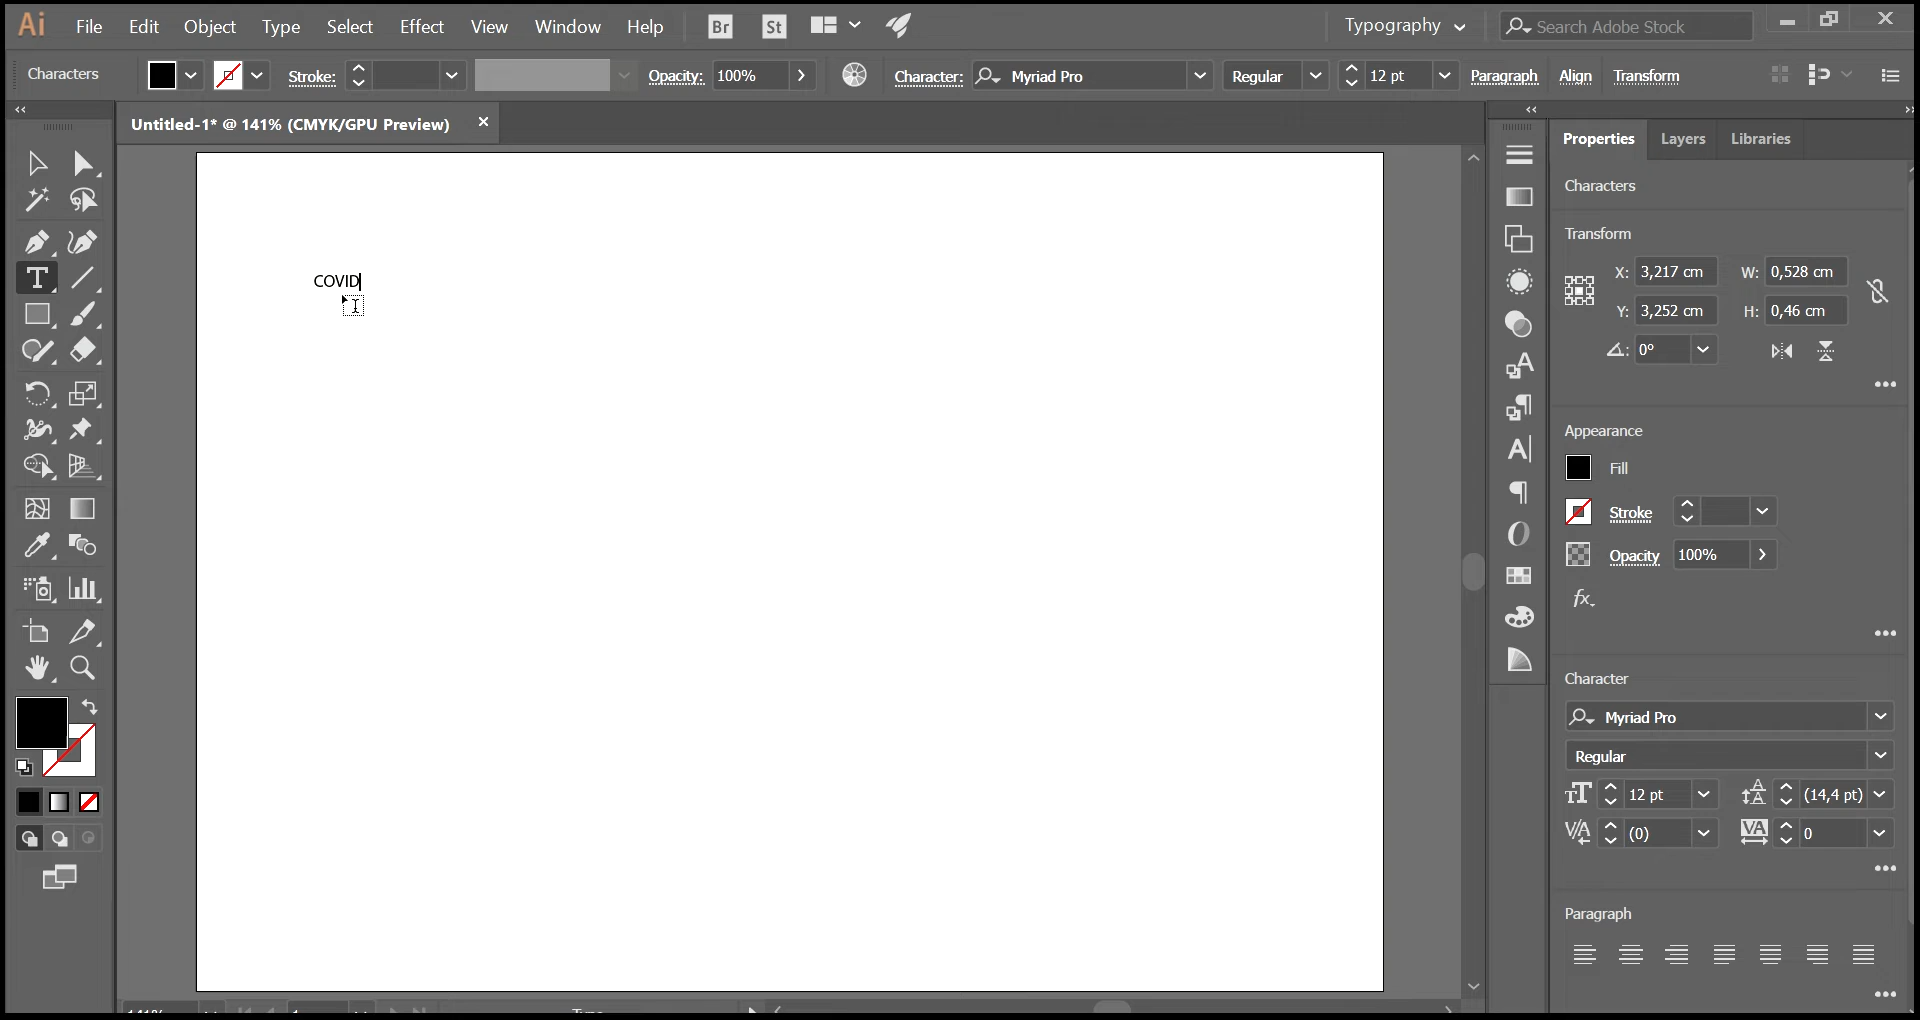 Ai File Edit Object Type Select Effect View Window Help Br St Typography Search Adobe Stock
Characters Stroke: Opacity: 100% Character: Myriad Pro Regular 12 pt Paragraph Align Transform
Untitled-1* @ 141% (CMYK/GPU Preview)
COVID
Properties Layers Libraries
Characters
Transform
X: 3,217 cm W: 0,528 cm
Y: 3,252 cm H: 0,46 cm
0°
Appearance
Fill
Stroke
Opacity 100%
fx
Character
Myriad Pro
Regular
12 pt (14,4 pt)
(0) 0
Paragraph